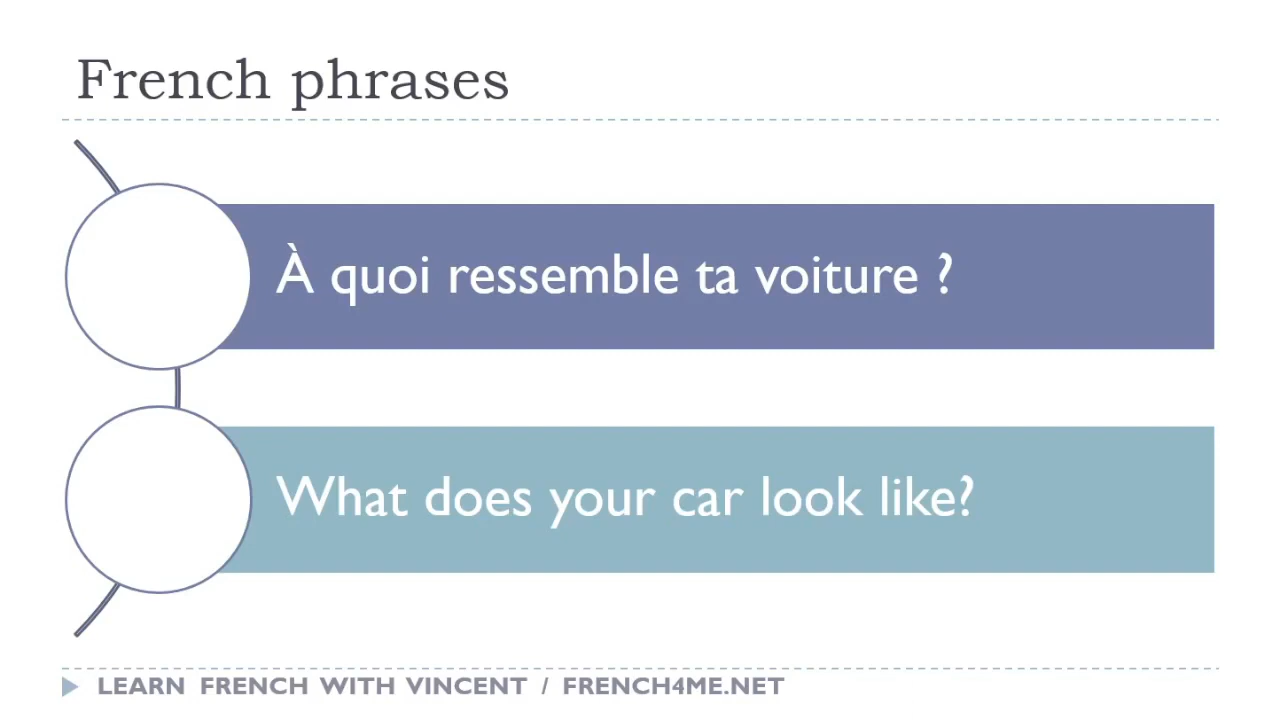 French phrases
À quoi ressemble ta voiture ?
What does your car look like?
LEARN FRENCH WITH VINCENT / FRENCH4ME.NET